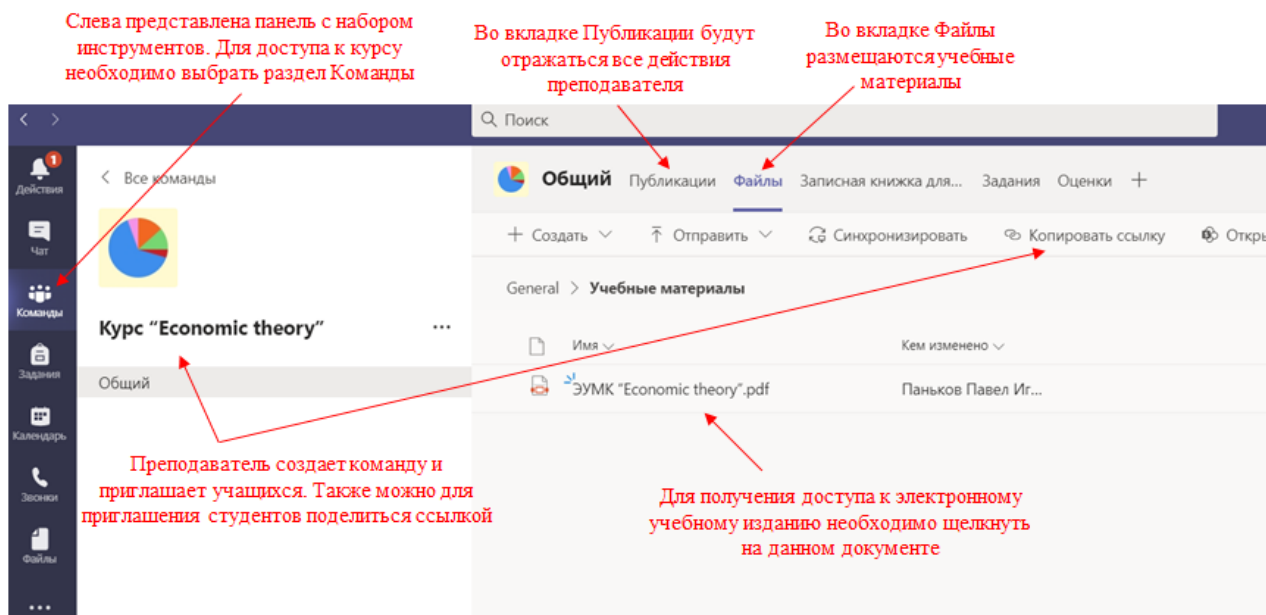 Слева представлена панель с набором
инструментов. Для доступа к курсу
необходимо выбрать раздел Команды
Во вкладке Публикации будут
отражаться все действия
преподавателя
Во вкладке Файлы
размещаются учебные
материалы
Поиск
1
Действия
Чат
Команды
Задания
Календарь
Звонки
Файлы
Все команды
Курс “Economic theory”
Общий
Общий Публикации Файлы Записная книжка для... Задания Оценки
Создать Отправить Синхронизировать Копировать ссылку Откры
General > Учебные материалы
Имя Кем изменено
ЭУМК “Economic theory”.pdf Паньков Павел Иг...
Преподаватель создает команду и
приглашает учащихся. Также можно для
приглашения студентов поделиться ссылкой
Для получения доступа к электронному
учебному изданию необходимо щелкнуть
на данном документе